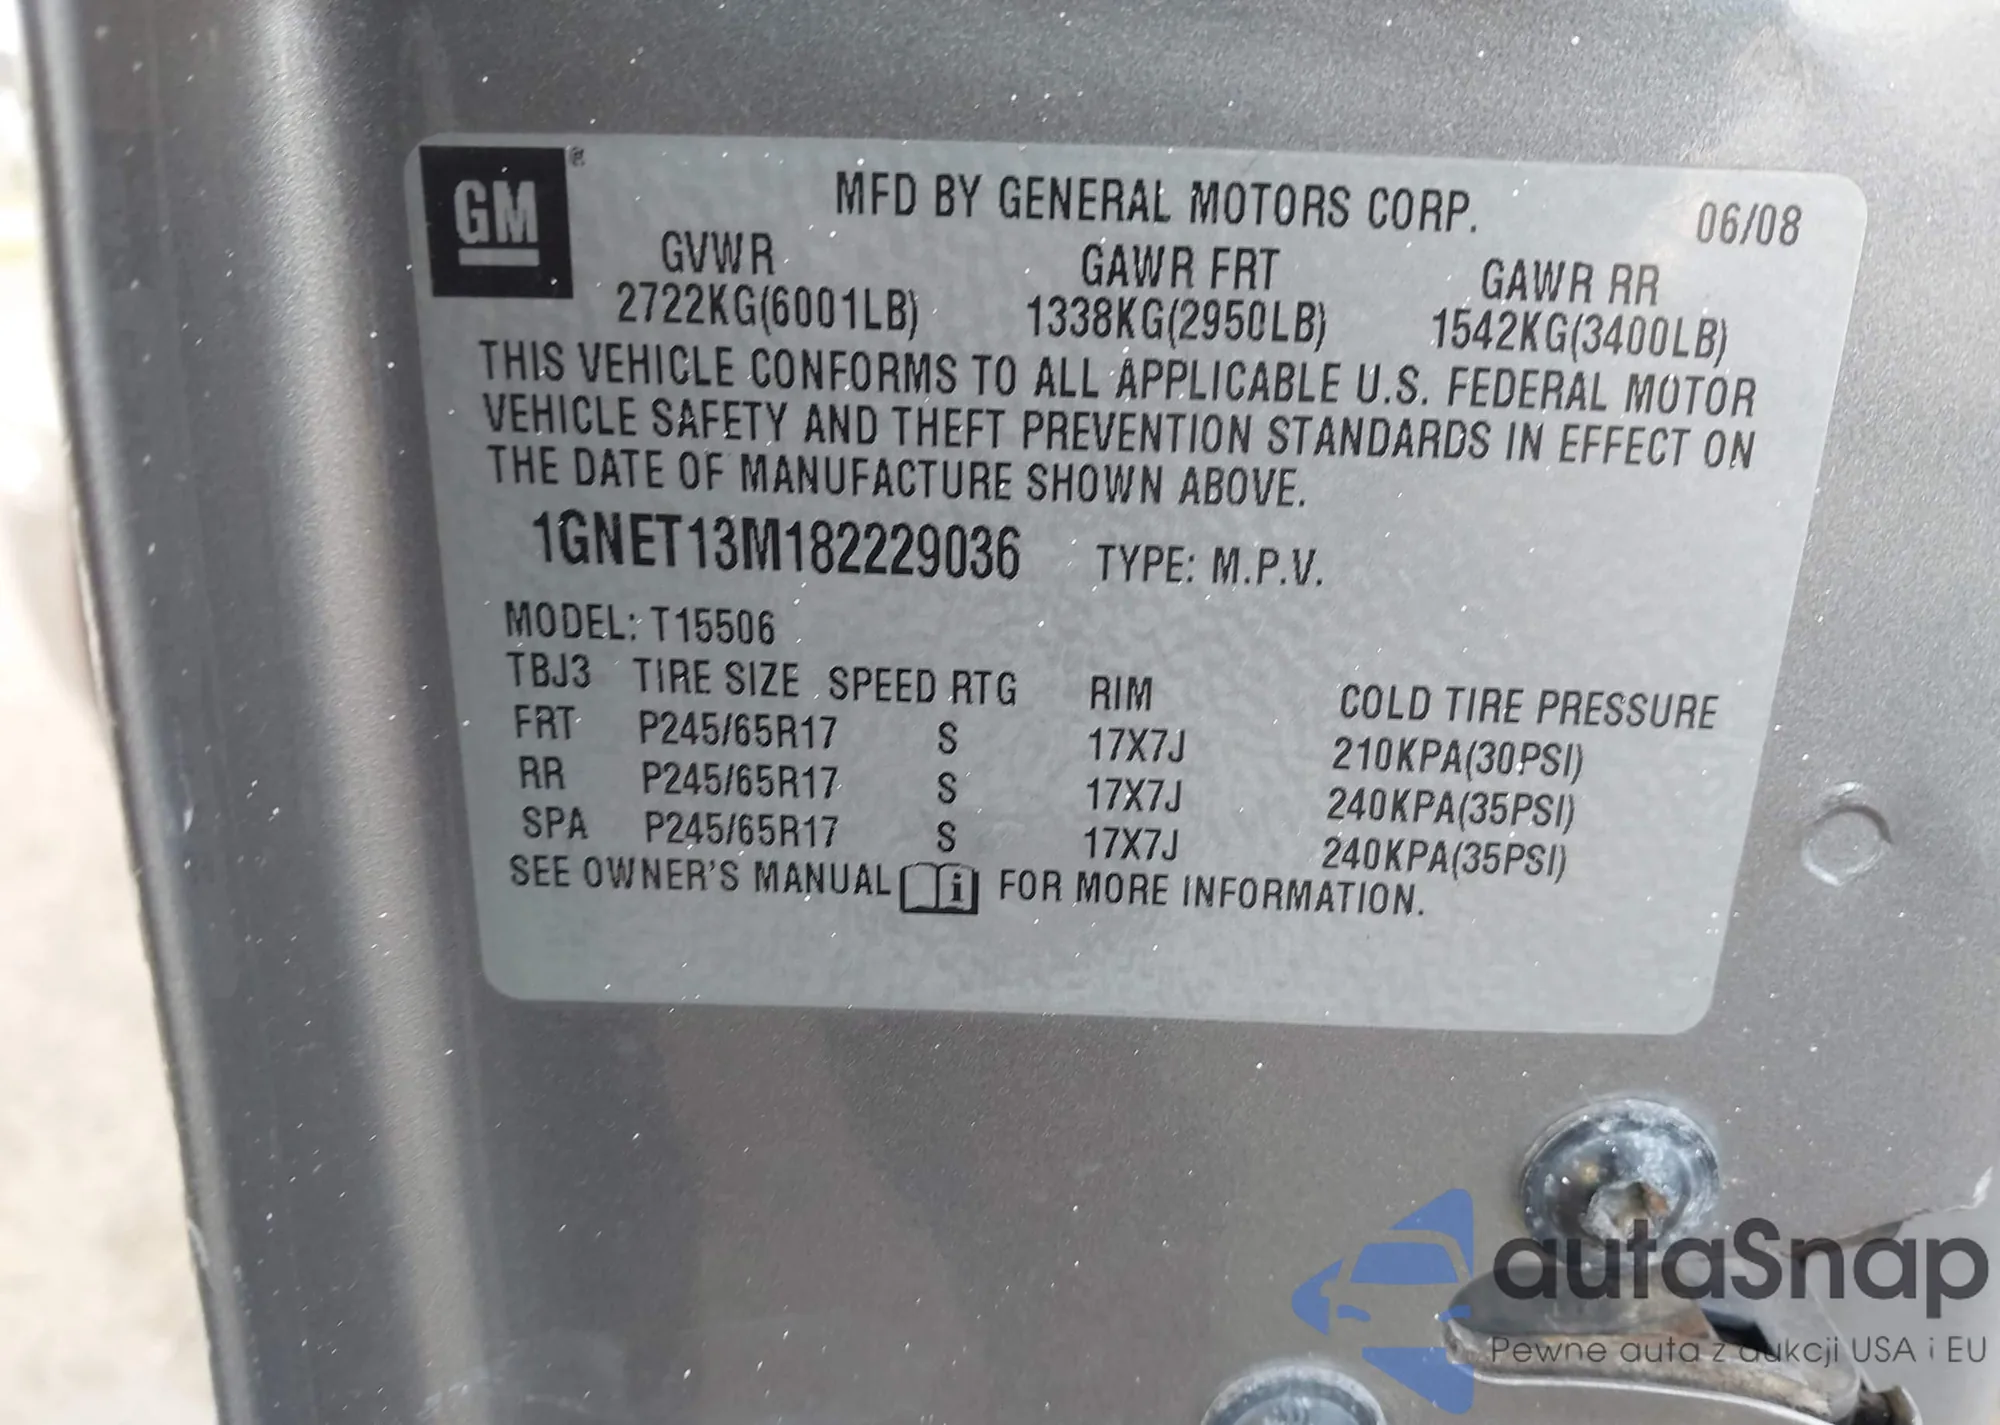 GM ®
MFD BY GENERAL MOTORS CORP. 06/08
GVWR GAWR FRT GAWR RR
2722KG(6001LB) 1338KG(2950LB) 1542KG(3400LB)
THIS VEHICLE CONFORMS TO ALL APPLICABLE U.S. FEDERAL MOTOR
VEHICLE SAFETY AND THEFT PREVENTION STANDARDS IN EFFECT ON
THE DATE OF MANUFACTURE SHOWN ABOVE.
1GNET13M182229036 TYPE: M.P.V.
MODEL: T15506
TBJ3 TIRE SIZE SPEED RTG RIM COLD TIRE PRESSURE
FRT P245/65R17 S 17X7J 210KPA(30PSI)
RR P245/65R17 S 17X7J 240KPA(35PSI)
SPA P245/65R17 S 17X7J 240KPA(35PSI)
SEE OWNER'S MANUAL i FOR MORE INFORMATION.
autaSnap
Pewne auta z aukcji USA i EU